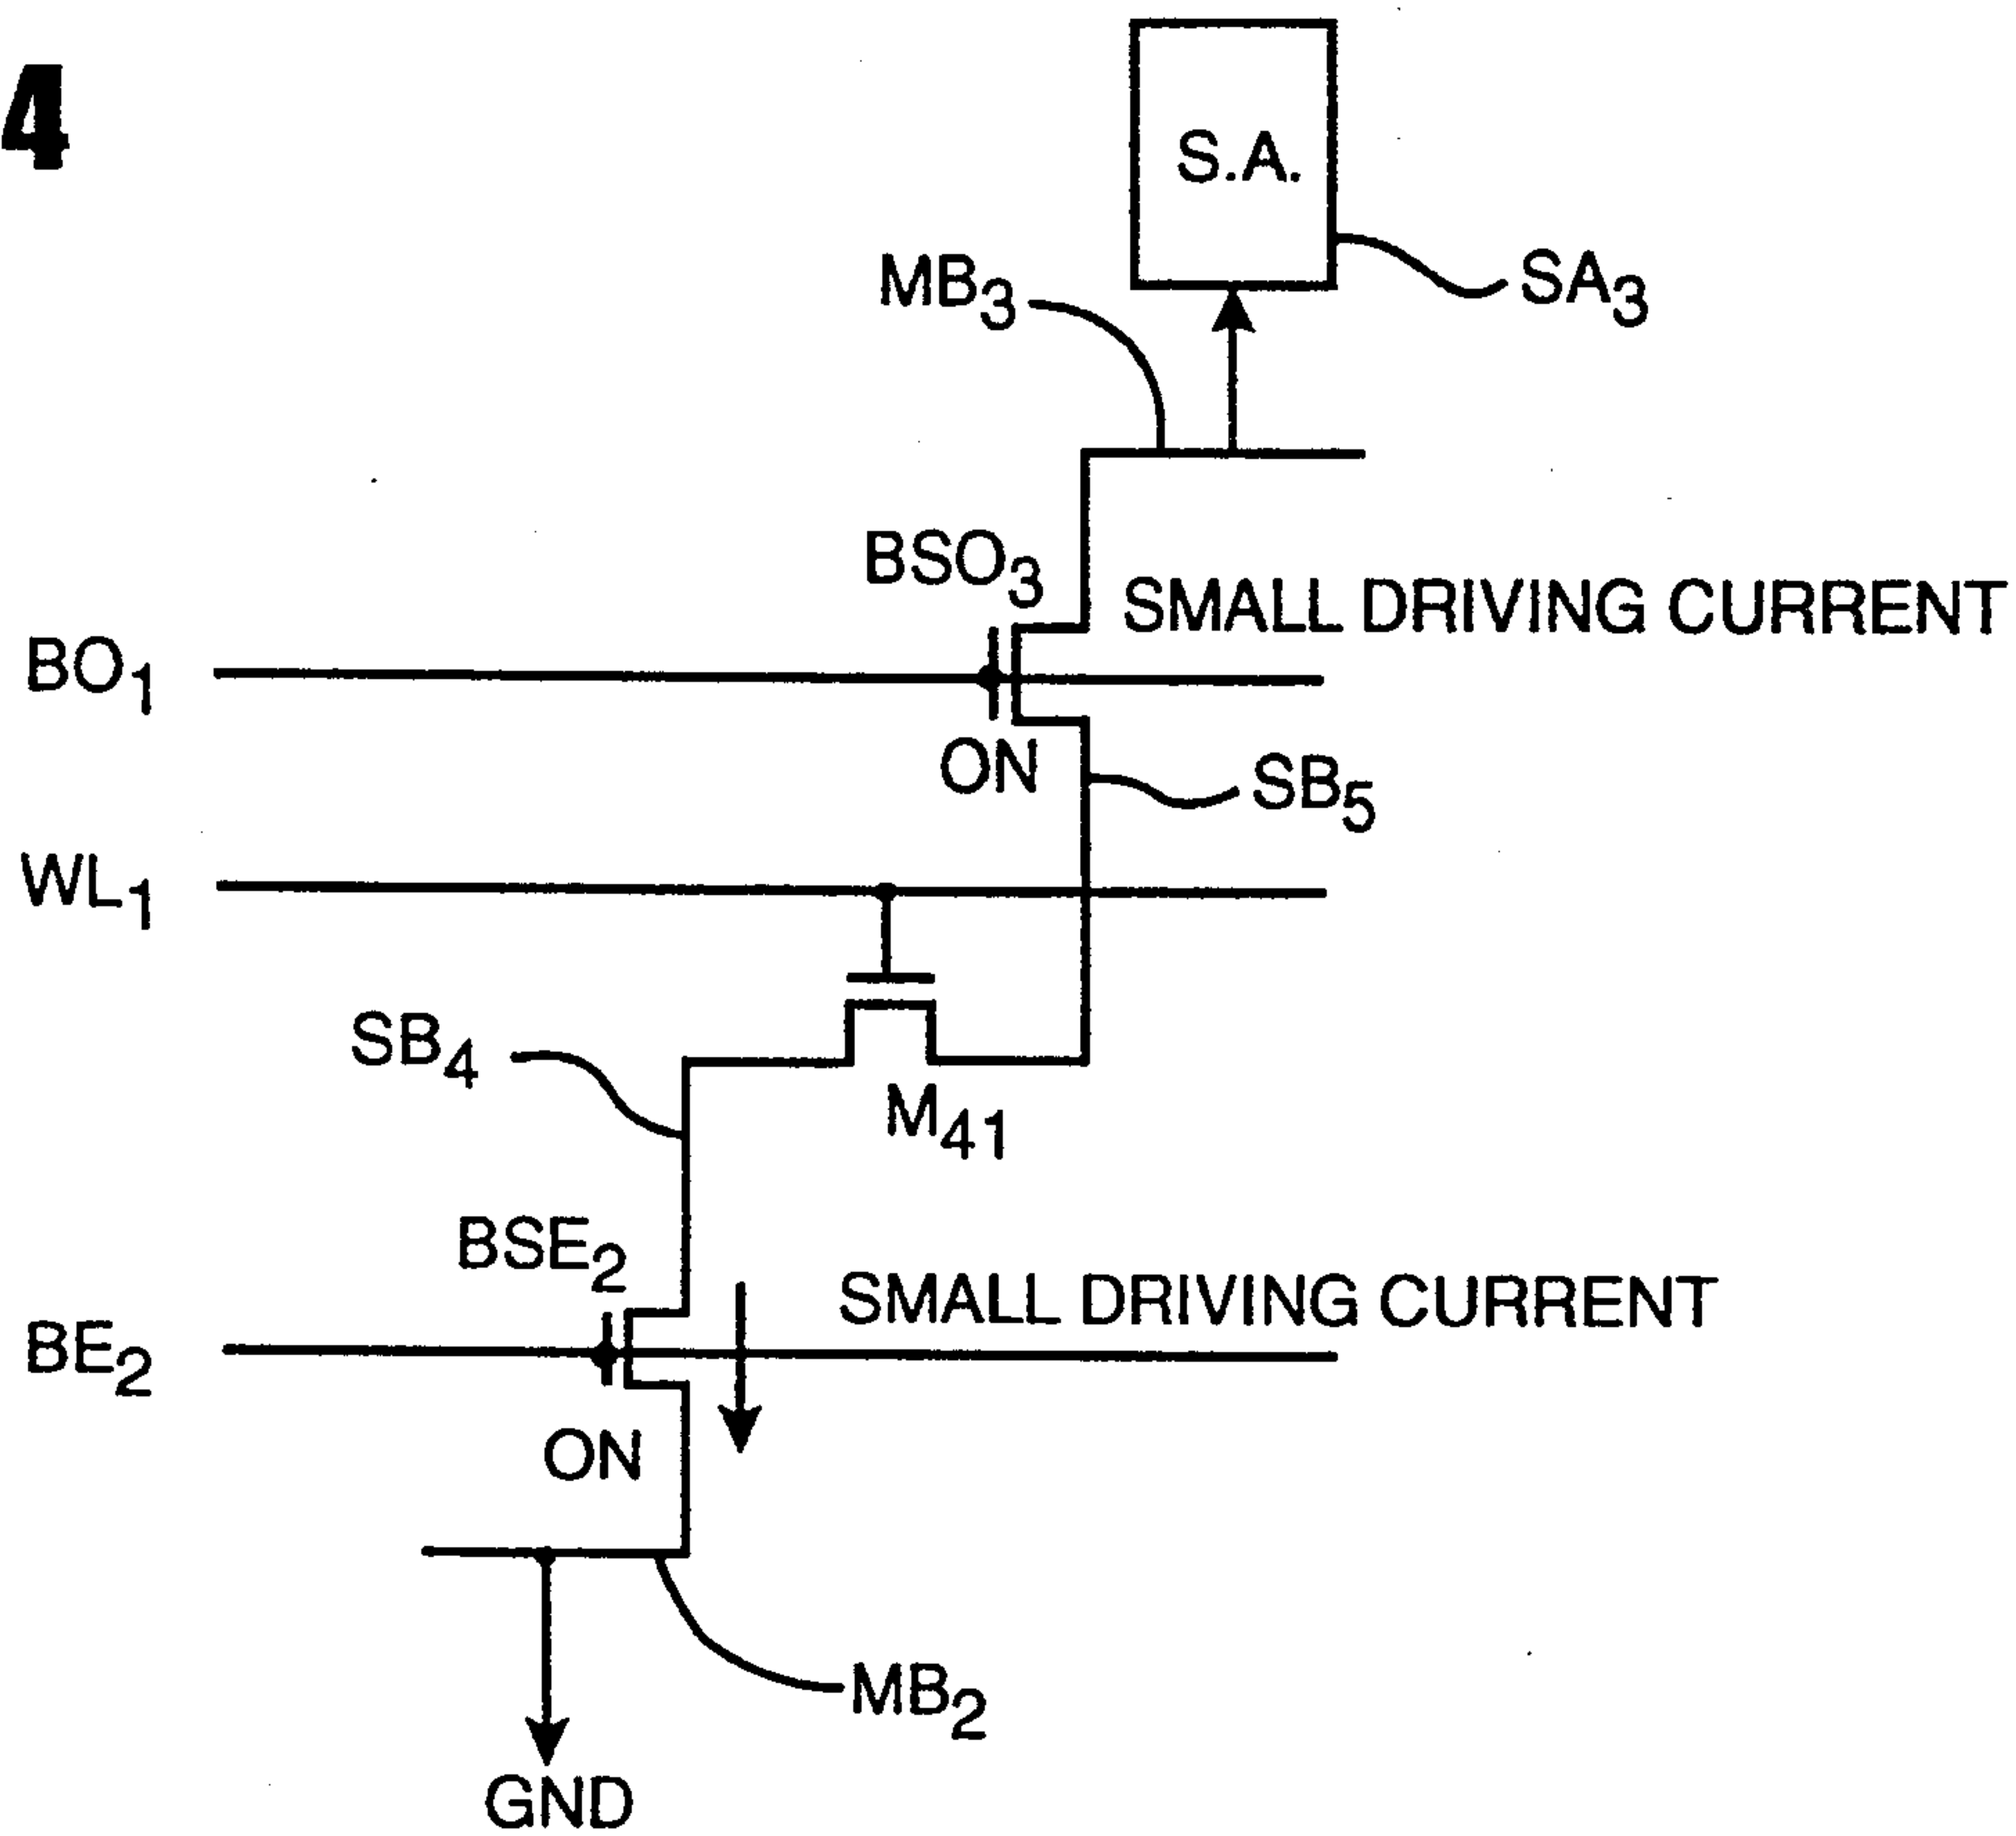 4
S.A.
MB3
SA3
BSO3
SMALL DRIVING CURRENT
BO1
ON
SB5
WL1
SB4
M41
BSE2
SMALL DRIVING CURRENT
BE2
ON
MB2
GND